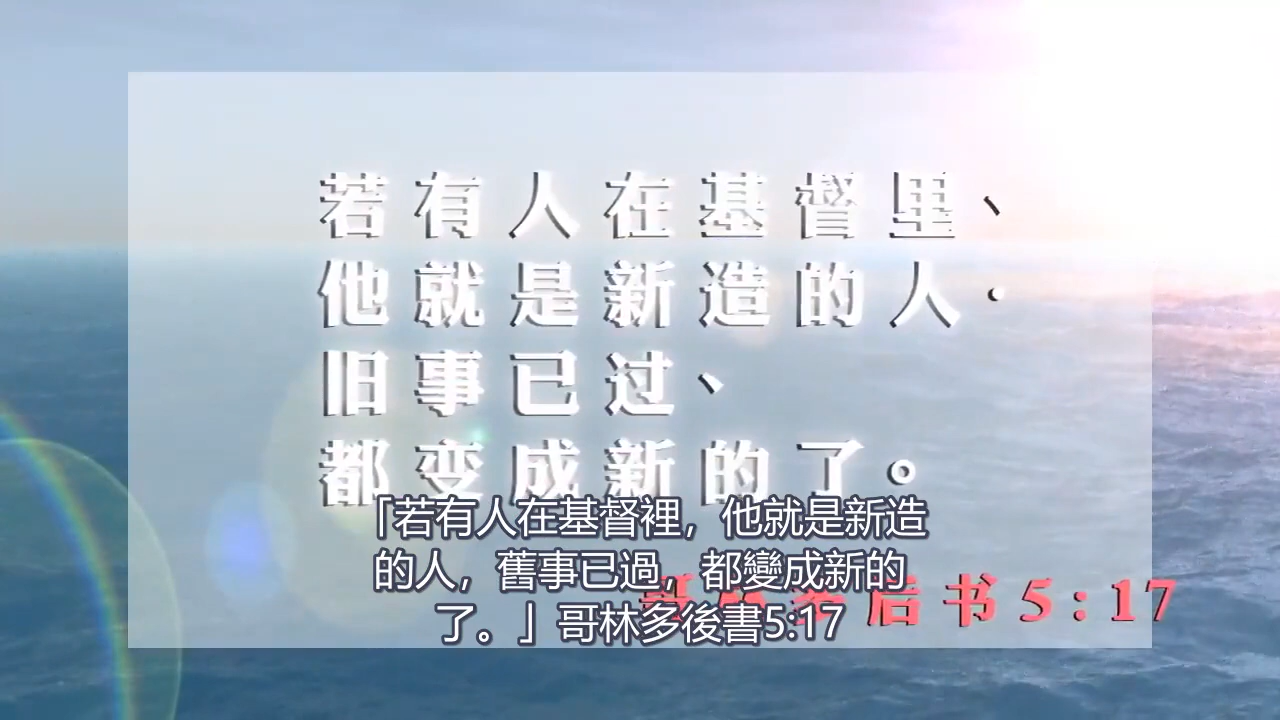 若有人在基督里、
他就是新造的人．
旧事已过、
都变成新的了。
「若有人在基督裡，他就是新造
的人，舊事已過，都變成新的
了。」哥林多後書5:17
哥林多后书5:17